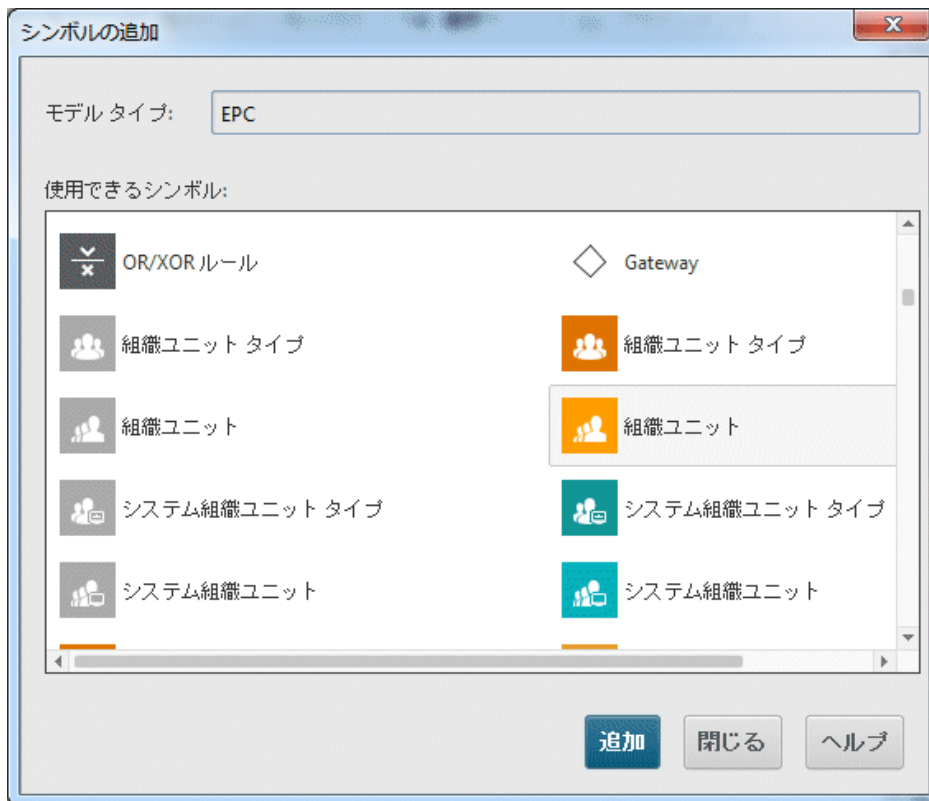 シンボルの追加
モデル タイプ:
EPC
使用できるシンボル:
OR/XOR ルール
Gateway
組織ユニット タイプ
組織ユニット タイプ
組織ユニット
組織ユニット
システム組織ユニット タイプ
システム組織ユニット タイプ
システム組織ユニット
システム組織ユニット
追加
閉じる
ヘルプ